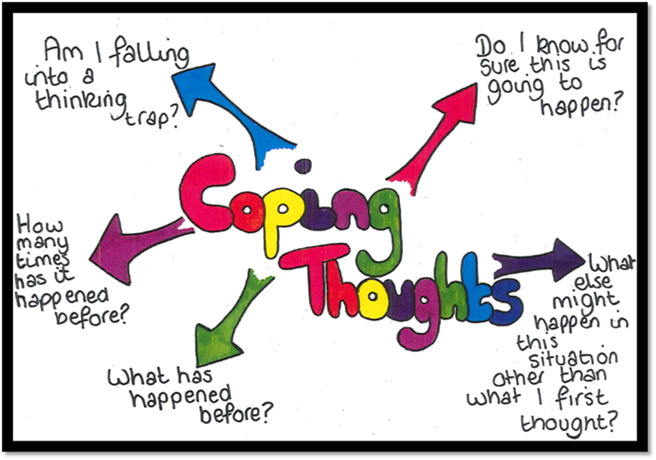 Am I falling
into a
thinking
trap?
Do I know for
sure this is
going to
happen?
Coping
Thoughts
How
many
times
has it
happened
before?
What has
happened
before?
What
else
might
happen in
this
situation
other than
what I first
thought?